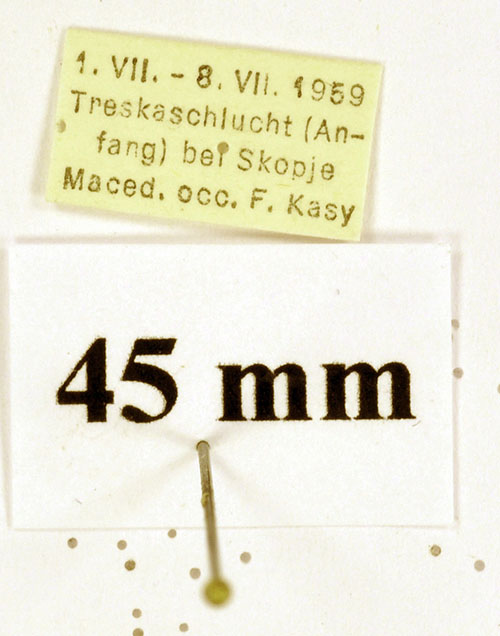 1. VII. - 8. VII. 1959
Treskaschlucht (An-
fang) bei Skopje
Maced. occ. F. Kasy
45 mm